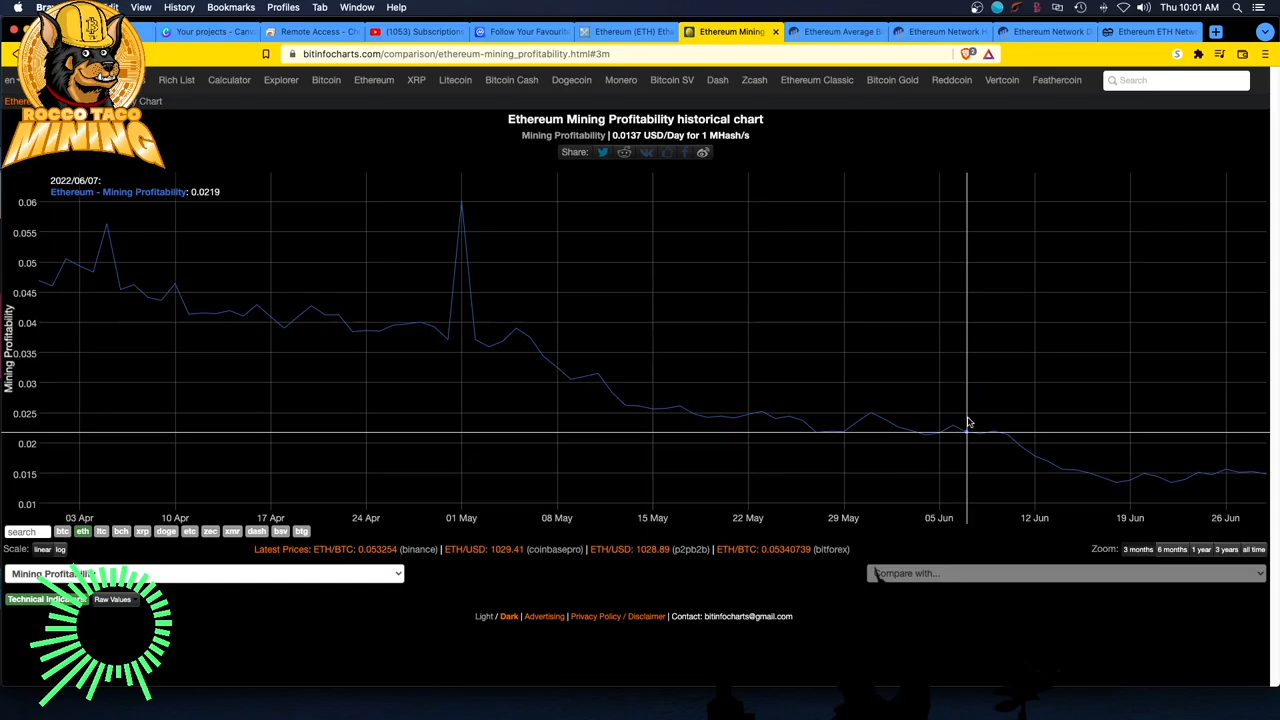 Edit View History Bookmarks Profiles Tab Window Help Thu Jun 30 10:01 AM
Your projects - Canv Remote Access - Ch (1053) Subscriptions Follow Your Favourite Ethereum (ETH) Eth Ethereum Mining × Ethereum Average B Ethereum Network H Ethereum Network D Ethereum ETH Netw
bitinfocharts.com/comparison/ethereum-mining_profitability.html#3m
en Rich List Calculator Explorer Bitcoin Ethereum XRP Litecoin Bitcoin Cash Dogecoin Monero Bitcoin SV Dash Zcash Ethereum Classic Bitcoin Gold Reddcoin Vertcoin Feathercoin Search
Chart
ROCCO TACO
MINING
Ethereum Mining Profitability historical chart
Mining Profitability | 0.0137 USD/Day for 1 MHash/s
Share:
2022/06/07:
Ethereum - Mining Profitability: 0.0219
Mining Profitability
0.06
0.055
0.05
0.045
0.04
0.035
0.03
0.025
0.02
0.015
0.01
03 Apr 10 Apr 17 Apr 24 Apr 01 May 08 May 15 May 22 May 29 May 05 Jun 12 Jun 19 Jun 26 Jun
search btc eth ltc bch xrp doge etc zec xmr dash bsv btg
Scale: linear log Latest Prices: ETH/BTC: 0.053254 (binance) | ETH/USD: 1029.41 (coinbasepro) | ETH/USD: 1028.89 (p2pb2b) | ETH/BTC: 0.05340739 (bitforex) Zoom: 3 months 6 months 1 year 3 years all time
Mining Profitability Compare with...
Technical Indicators: Raw Values
Light / Dark | Advertising | Privacy Policy / Disclaimer | Contact: bitinfocharts@gmail.com